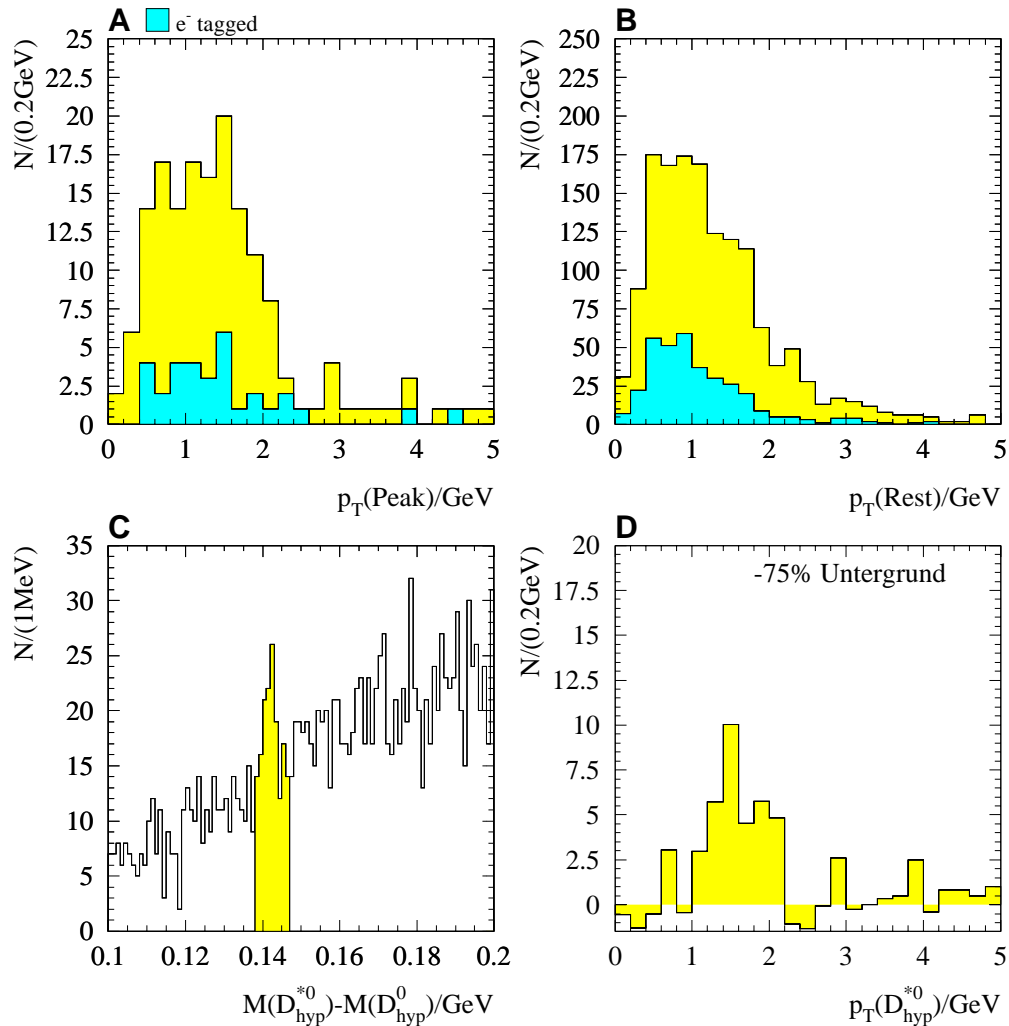 A
e⁻ tagged
N/(0.2GeV)
25
22.5
20
17.5
15
12.5
10
7.5
5
2.5
0
0 1 2 3 4 5
p_T(Peak)/GeV
B
N/(0.2GeV)
250
225
200
175
150
125
100
75
50
25
0
0 1 2 3 4 5
p_T(Rest)/GeV
C
N/(1MeV)
35
30
25
20
15
10
5
0
0.1 0.12 0.14 0.16 0.18 0.2
M(D*⁰_hyp)-M(D⁰_hyp)/GeV
D
-75% Untergrund
N/(0.2GeV)
20
17.5
15
12.5
10
7.5
5
2.5
0
0 1 2 3 4 5
p_T(D*⁰_hyp)/GeV